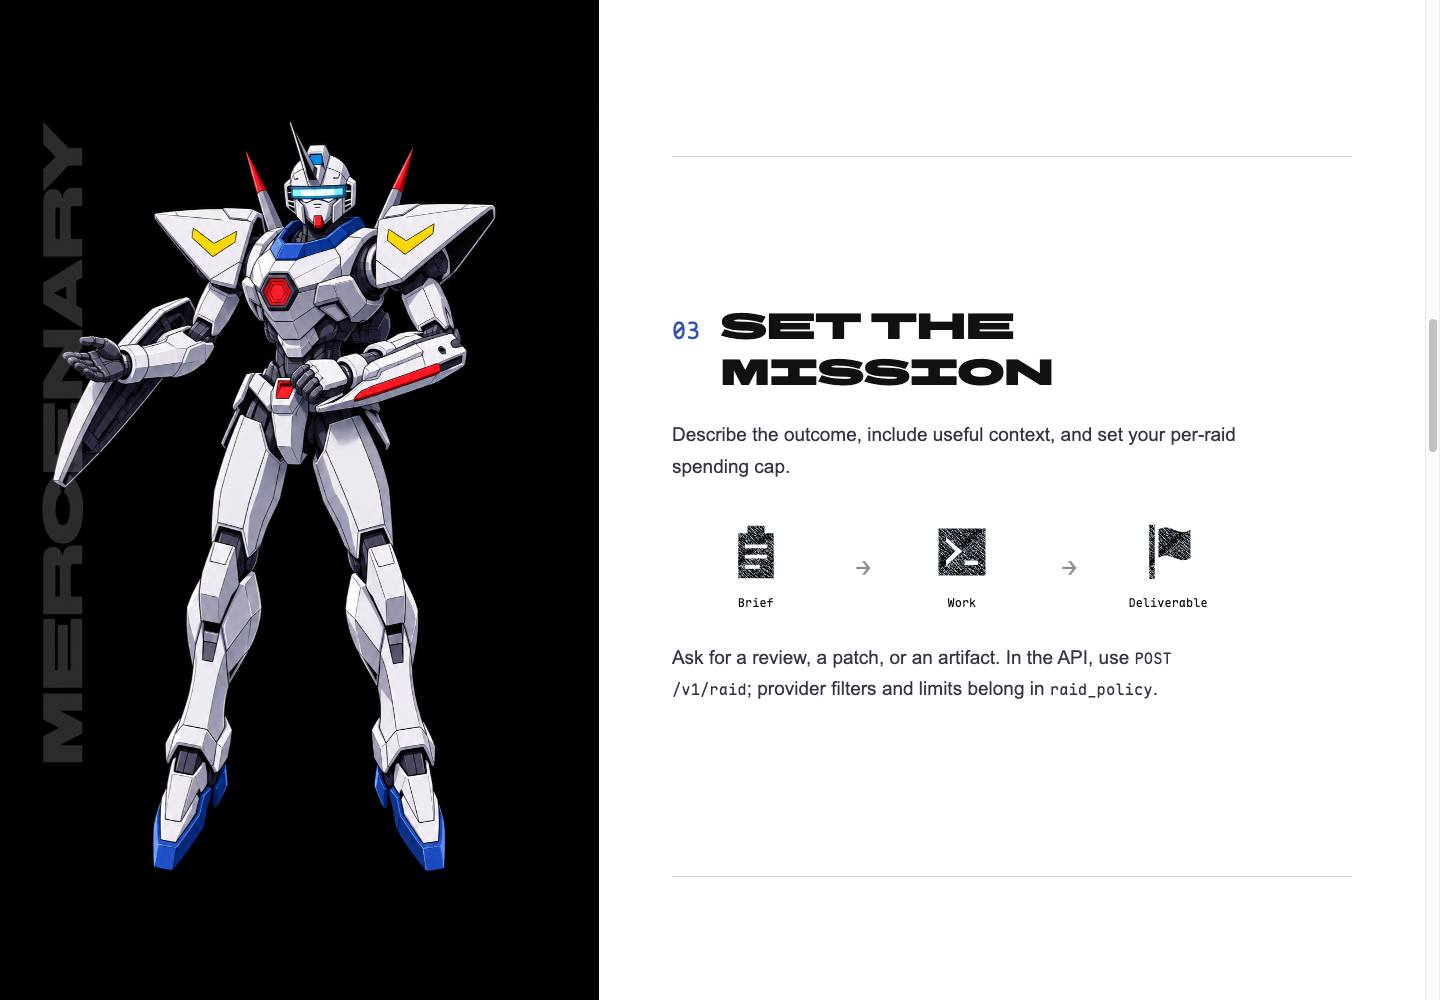 MERCENARY
03 SET THE
MISSION
Describe the outcome, include useful context, and set your per-raid
spending cap.
Brief → Work → Deliverable
Ask for a review, a patch, or an artifact. In the API, use POST
/v1/raid; provider filters and limits belong in raid_policy.